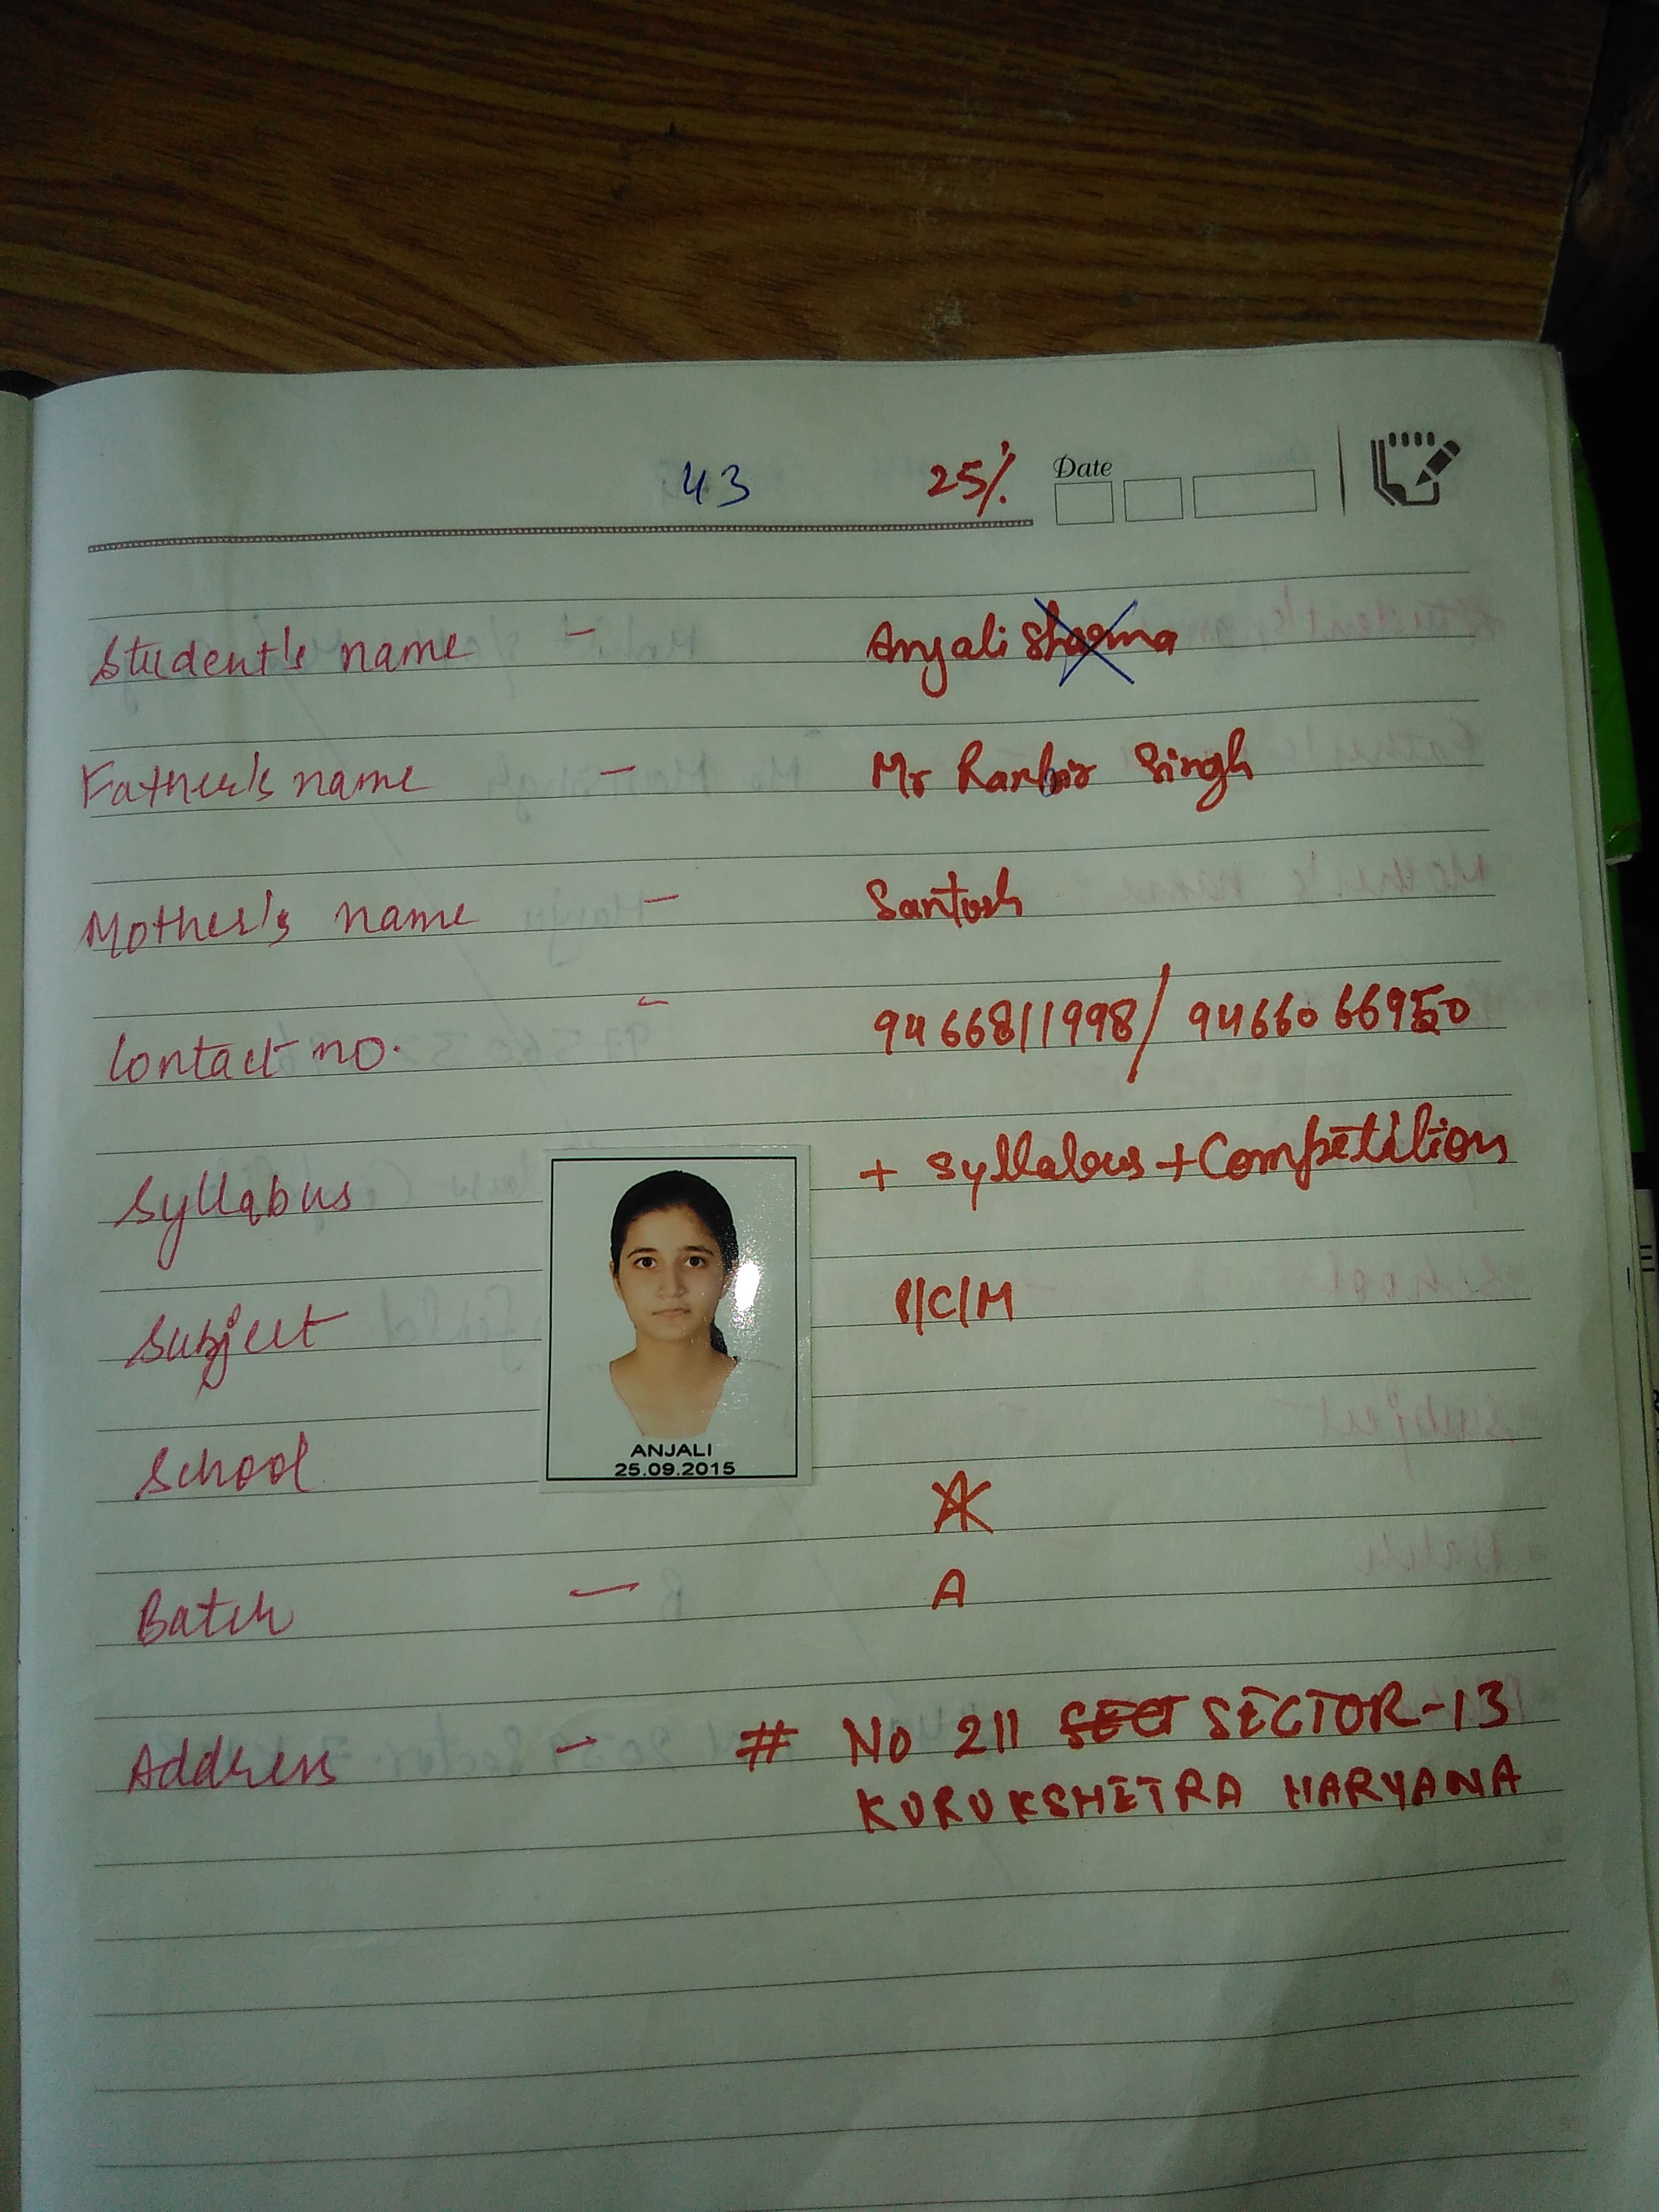 43 25% Date
Student's name - Anjali Sharma
Father's name - Mr Ranbir Singh
Mother's name - Santosh
Contact no. - 9466811998/ 9466066950
Syllabus + Syllabus + Competition
Subject P/C/M
ANJALI
25.09.2015
School A
Batch - A
Address - # No 211 SECT SECTOR-13
KURUKSHETRA HARYANA